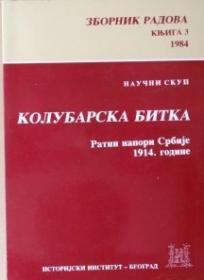 ЗБОРНИК РАДОВА
КЊИГА 3
1984
НАУЧНИ СКУП
КОЛУБАРСКА БИТКА
Ратни напори Србије
1914. године
ИСТОРИЈСКИ ИНСТИТУТ – БЕОГРАД